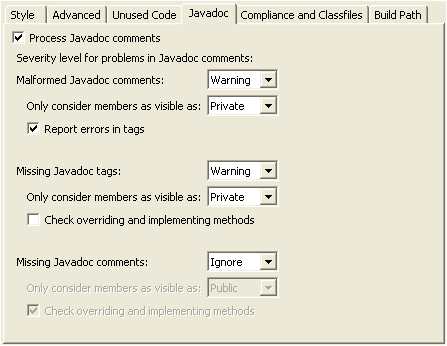 Style Advanced Unused Code Javadoc Compliance and Classfiles Build Path
Process Javadoc comments
Severity level for problems in Javadoc comments:
Malformed Javadoc comments: Warning
Only consider members as visible as: Private
Report errors in tags
Missing Javadoc tags: Warning
Only consider members as visible as: Private
Check overriding and implementing methods
Missing Javadoc comments: Ignore
Only consider members as visible as: Public
Check overriding and implementing methods